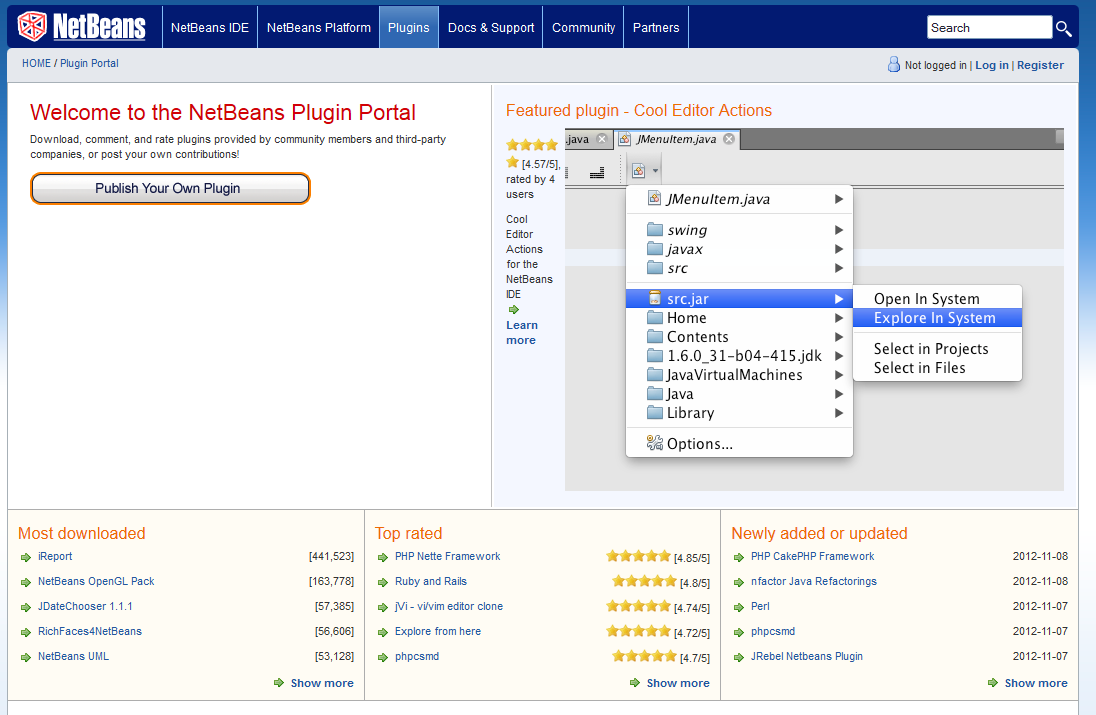 NetBeans
NetBeans IDE
NetBeans Platform
Plugins
Docs & Support
Community
Partners
Search
HOME / Plugin Portal
Not logged in | Log in | Register
Welcome to the NetBeans Plugin Portal
Download, comment, and rate plugins provided by community members and third-party
companies, or post your own contributions!
Publish Your Own Plugin
Featured plugin - Cool Editor Actions
[4.57/5],
rated by 4
users
Cool
Editor
Actions
for the
NetBeans
IDE
Learn
more
.java
JMenuItem.java
JMenuItem.java
swing
javax
src
src.jar
Home
Contents
1.6.0_31-b04-415.jdk
JavaVirtualMachines
Java
Library
Options...
Open In System
Explore In System
Select in Projects
Select in Files
Most downloaded
iReport [441,523]
NetBeans OpenGL Pack [163,778]
JDateChooser 1.1.1 [57,385]
RichFaces4NetBeans [56,606]
NetBeans UML [53,128]
Show more
Top rated
PHP Nette Framework [4.85/5]
Ruby and Rails [4.8/5]
jVi - vi/vim editor clone [4.74/5]
Explore from here [4.72/5]
phpcsmd [4.7/5]
Show more
Newly added or updated
PHP CakePHP Framework 2012-11-08
nfactor Java Refactorings 2012-11-08
Perl 2012-11-07
phpcsmd 2012-11-07
JRebel Netbeans Plugin 2012-11-07
Show more